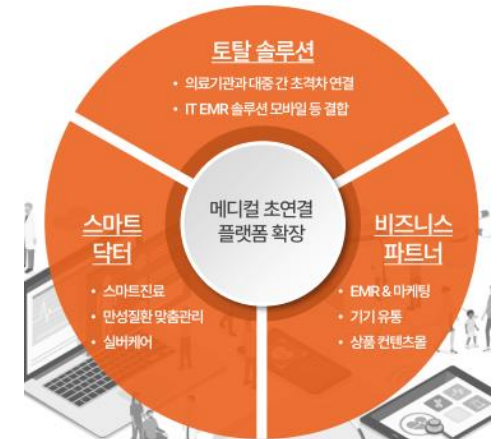 토탈 솔루션
• 의료기관과 대중 간 초격차 연결
• IT EMR 솔루션 모바일 등 결합
메디컬 초연결
플랫폼 확장
스마트
닥터
• 스마트진료
• 만성질환 맞춤관리
• 실버케어
비즈니스
파트너
• EMR & 마케팅
• 기기 유통
• 상품 컨텐츠몰